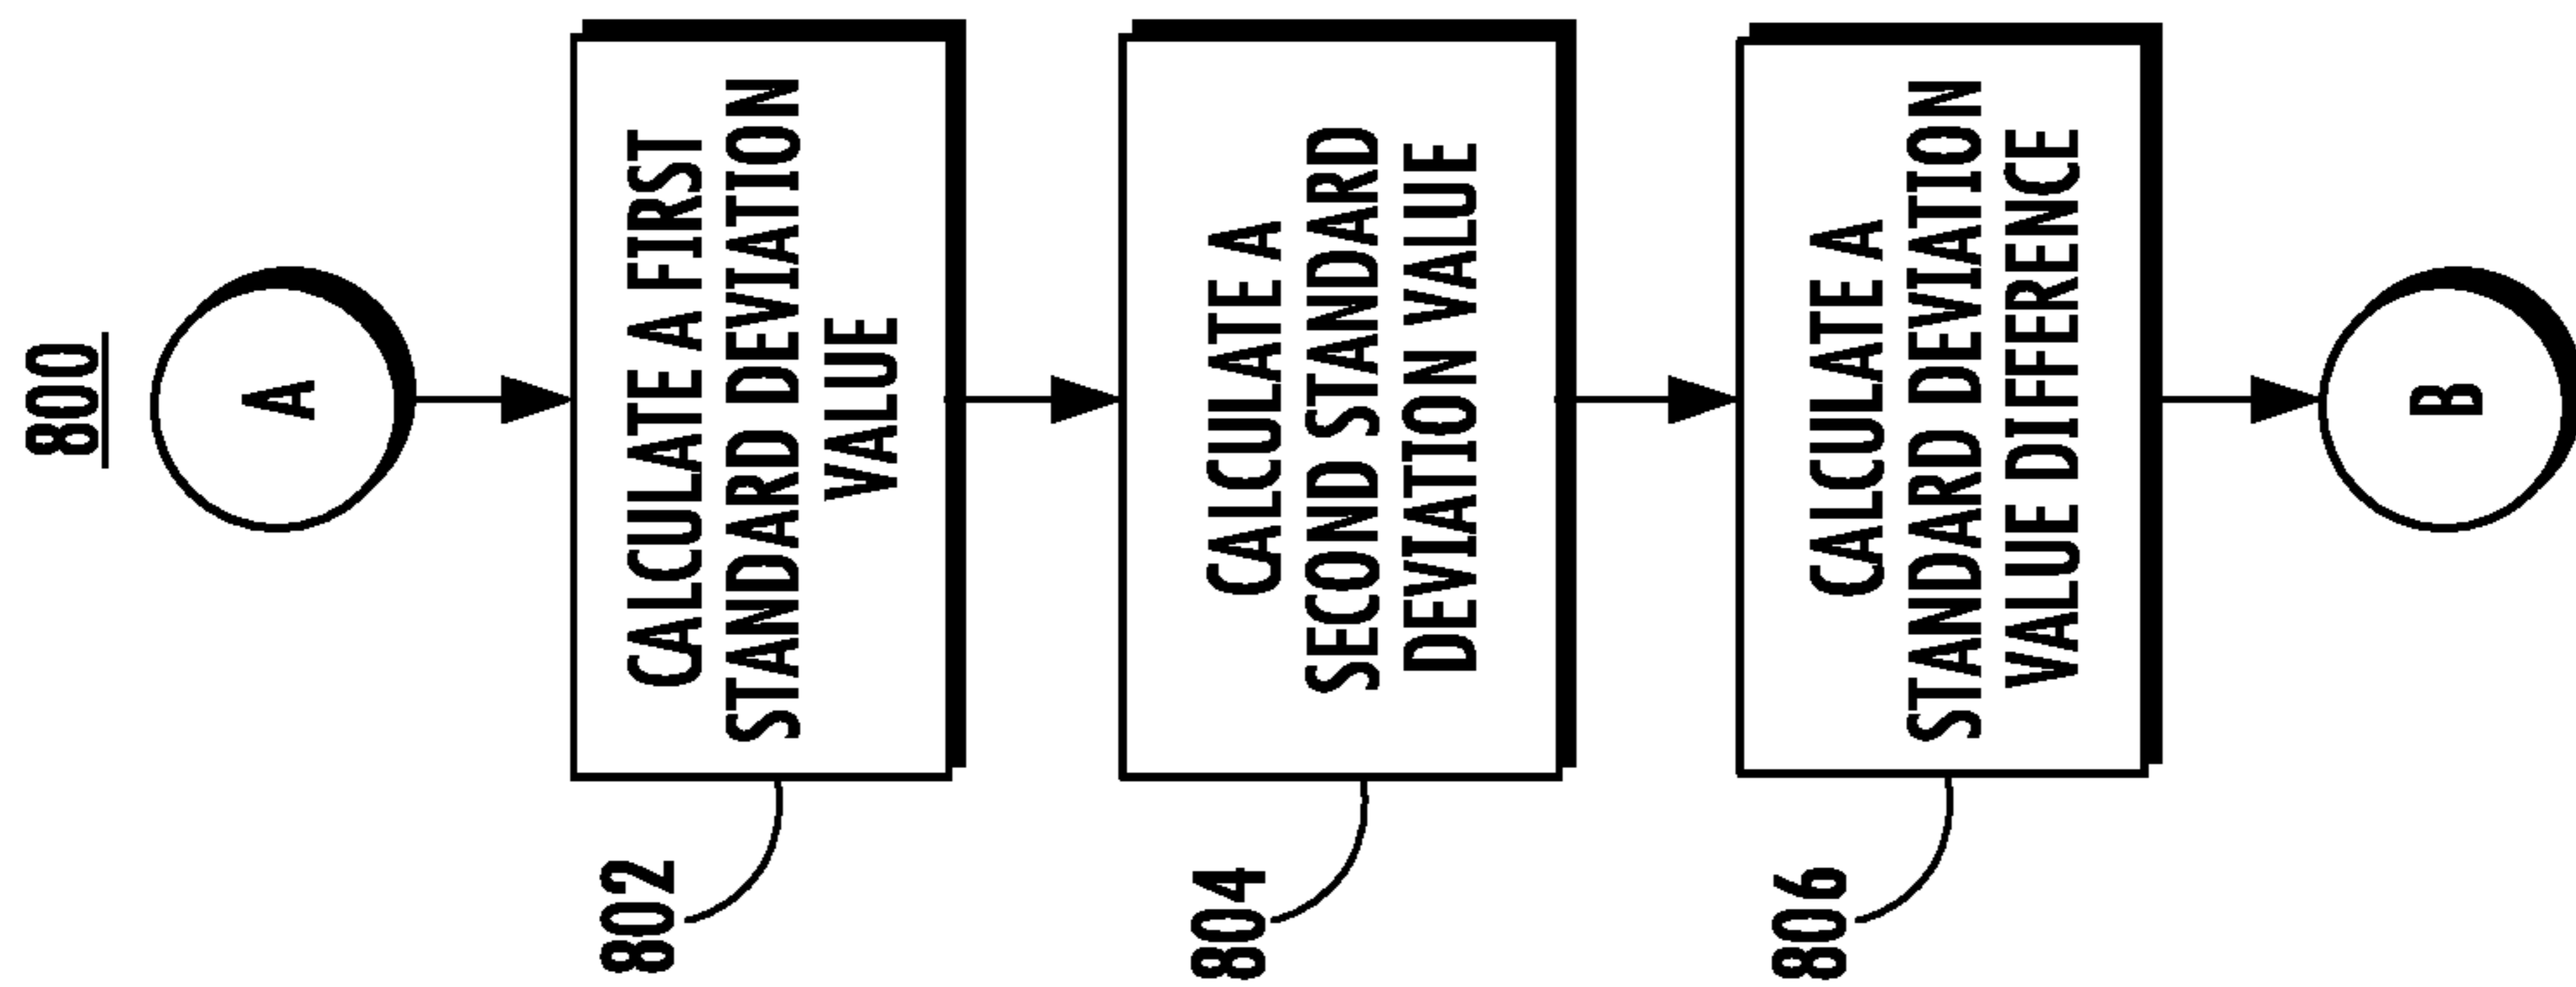 800
A
CALCULATE A FIRST
STANDARD DEVIATION
VALUE
802
CALCULATE A
SECOND STANDARD
DEVIATION VALUE
804
CALCULATE A
STANDARD DEVIATION
VALUE DIFFERENCE
806
B